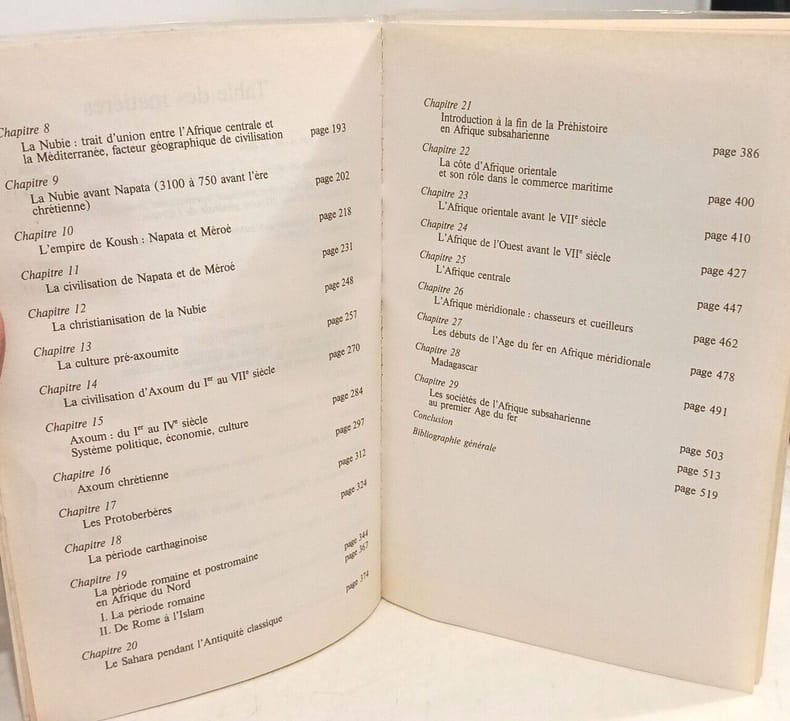 Chapitre 8
La Nubie : trait d'union entre l'Afrique centrale et
la Méditerranée, facteur géographique de civilisation page 193
Chapitre 9
La Nubie avant Napata (3100 à 750 avant l'ère
chrétienne) page 202
Chapitre 10
L'empire de Koush : Napata et Méroé page 218
Chapitre 11
La civilisation de Napata et de Méroé page 231
Chapitre 12
La christianisation de la Nubie page 248
Chapitre 13
La culture pré-axoumite page 257
Chapitre 14
La civilisation d'Axoum du Ier au VIIe siècle page 270
Chapitre 15
Axoum : du Ier au IVe siècle
Système politique, économie, culture page 284
Chapitre 16
Axoum chrétienne page 297
Chapitre 17
Les Protoberbères page 312
Chapitre 18
La période carthaginoise page 324
Chapitre 19
La période romaine et postromaine
en Afrique du Nord
I. La période romaine page 344
II. De Rome à l'Islam page 367
Chapitre 20
Le Sahara pendant l'Antiquité classique page 374
Chapitre 21
Introduction à la fin de la Préhistoire
en Afrique subsaharienne page 386
Chapitre 22
La côte d'Afrique orientale
et son rôle dans le commerce maritime page 400
Chapitre 23
L'Afrique orientale avant le VIIe siècle page 410
Chapitre 24
L'Afrique de l'Ouest avant le VIIe siècle page 427
Chapitre 25
L'Afrique centrale page 447
Chapitre 26
L'Afrique méridionale : chasseurs et cueilleurs page 462
Chapitre 27
Les débuts de l'Age du fer en Afrique méridionale page 478
Chapitre 28
Madagascar page 491
Chapitre 29
Les sociétés de l'Afrique subsaharienne
au premier Age du fer page 503
Conclusion page 513
Bibliographie générale page 519